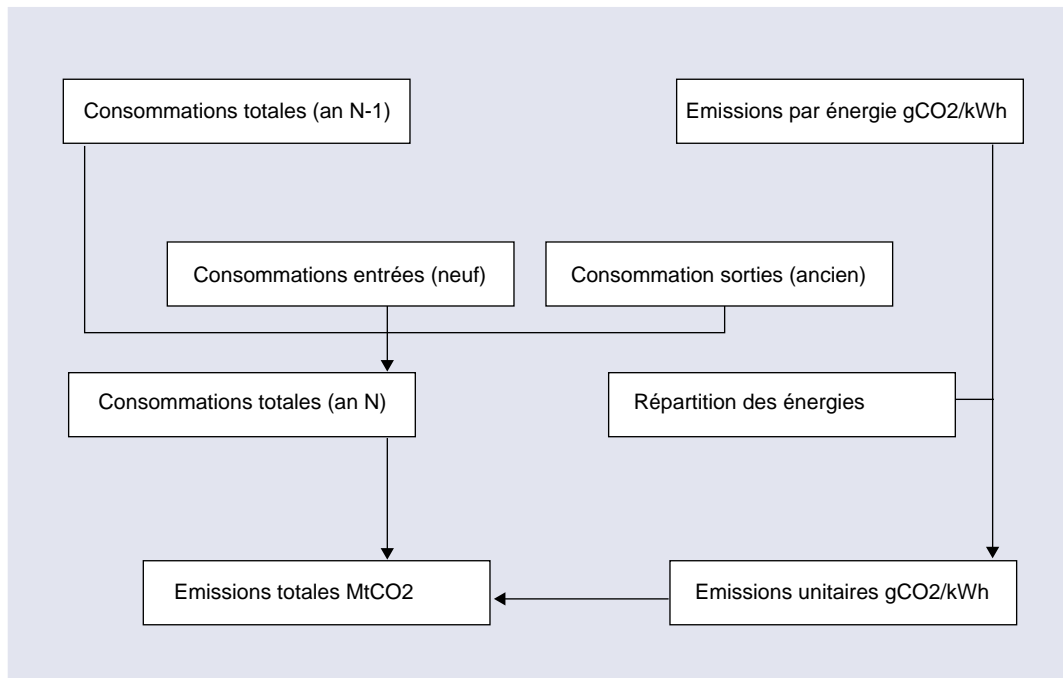 Consommations totales (an N-1)
Emissions par énergie gCO2/kWh
Consommations entrées (neuf)
Consommation sorties (ancien)
Consommations totales (an N)
Répartition des énergies
Emissions totales MtCO2
Emissions unitaires gCO2/kWh